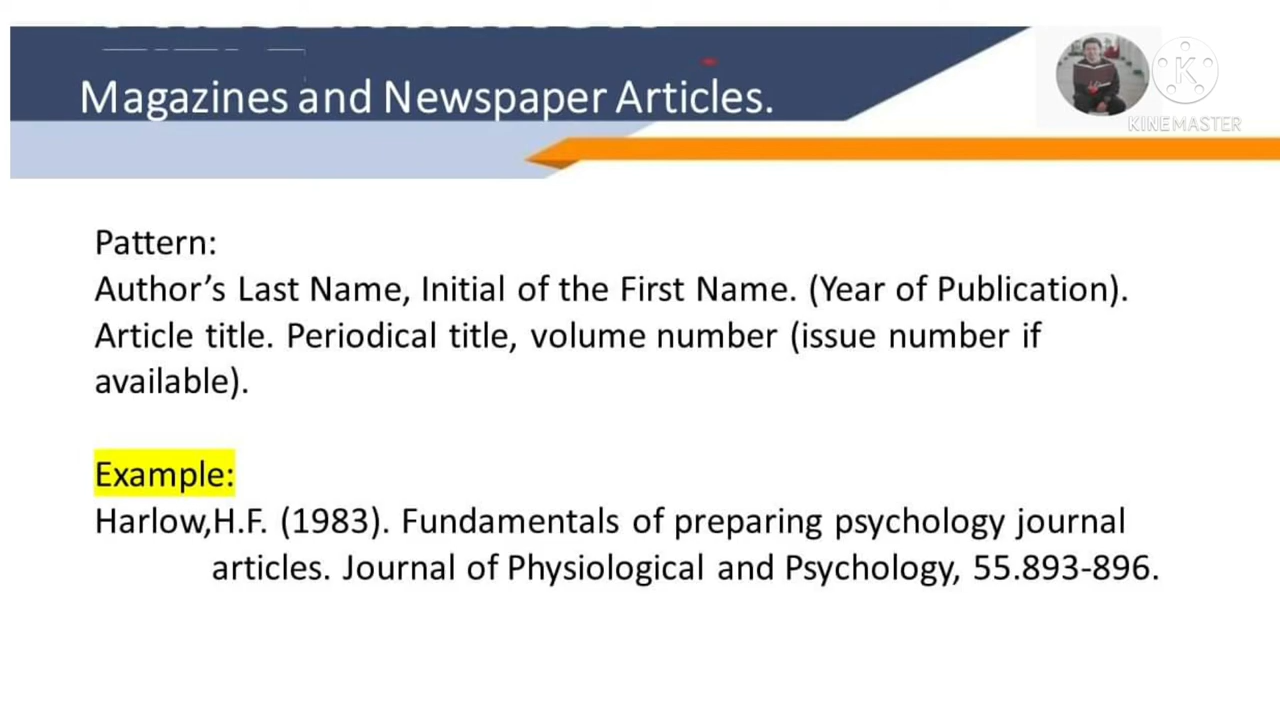 Magazines and Newspaper Articles.
K
KINEMASTER
Pattern:
Author’s Last Name, Initial of the First Name. (Year of Publication).
Article title. Periodical title, volume number (issue number if
available).
Example:
Harlow,H.F. (1983). Fundamentals of preparing psychology journal
articles. Journal of Physiological and Psychology, 55.893-896.